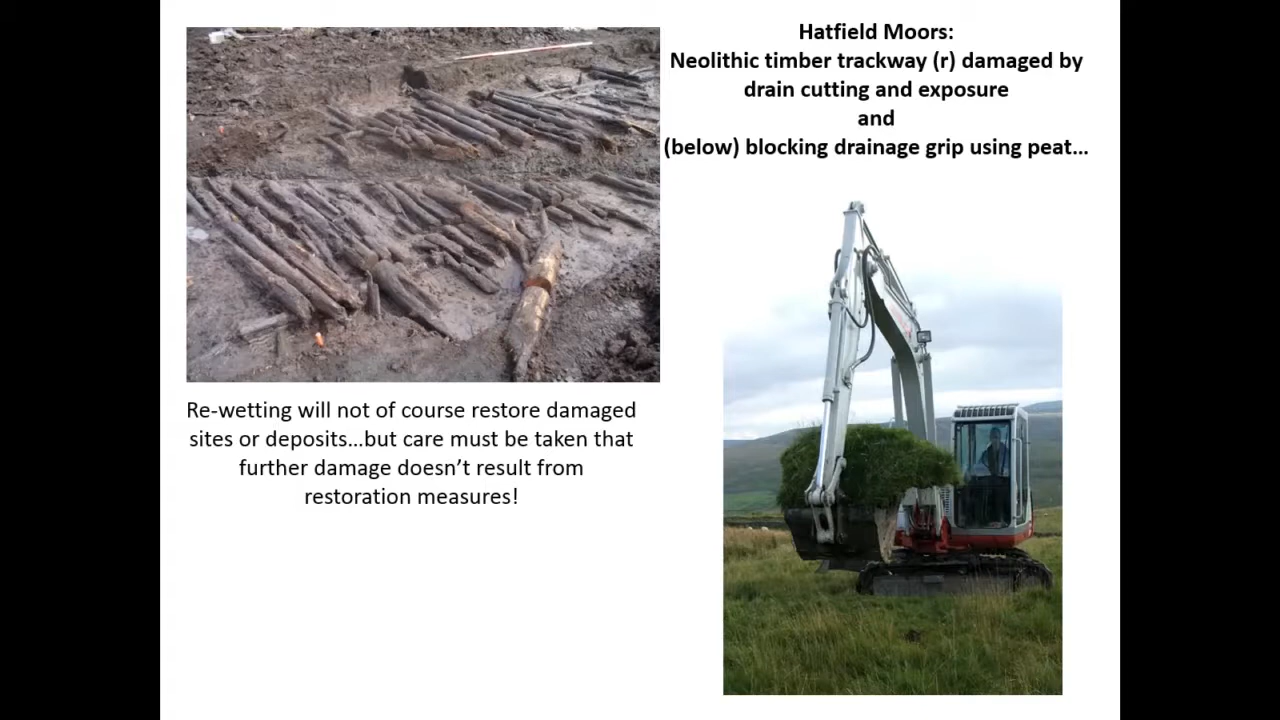 Hatfield Moors:
Neolithic timber trackway (r) damaged by
drain cutting and exposure
and
(below) blocking drainage grip using peat...
Re-wetting will not of course restore damaged
sites or deposits...but care must be taken that
further damage doesn’t result from
restoration measures!